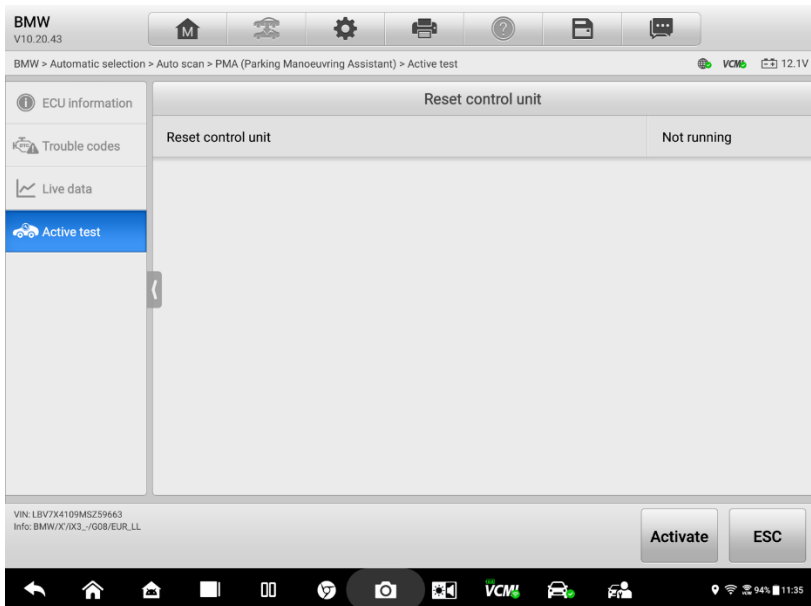 BMW
V10.20.43
M
BMW > Automatic selection > Auto scan > PMA (Parking Manoeuvring Assistant) > Active test
VCMI
12.1V
ECU information
Trouble codes
Live data
Active test
Reset control unit
Reset control unit
Not running
VIN: LBV7X4109MSZ59663
Info: BMW/X'/iX3_-/G08/EUR_LL
Activate
ESC
VCMI
94%
11:35